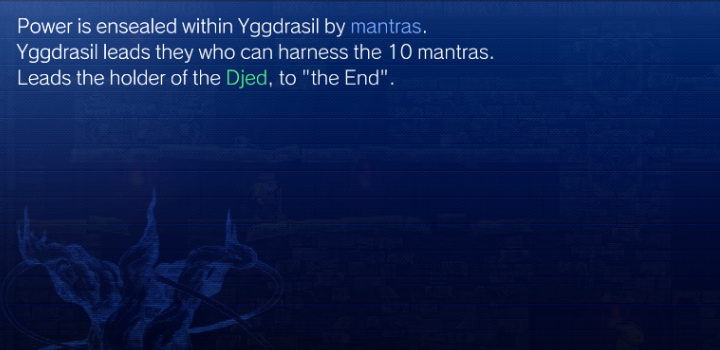 Power is ensealed within Yggdrasil by mantras.
Yggdrasil leads they who can harness the 10 mantras.
Leads the holder of the Djed, to "the End".